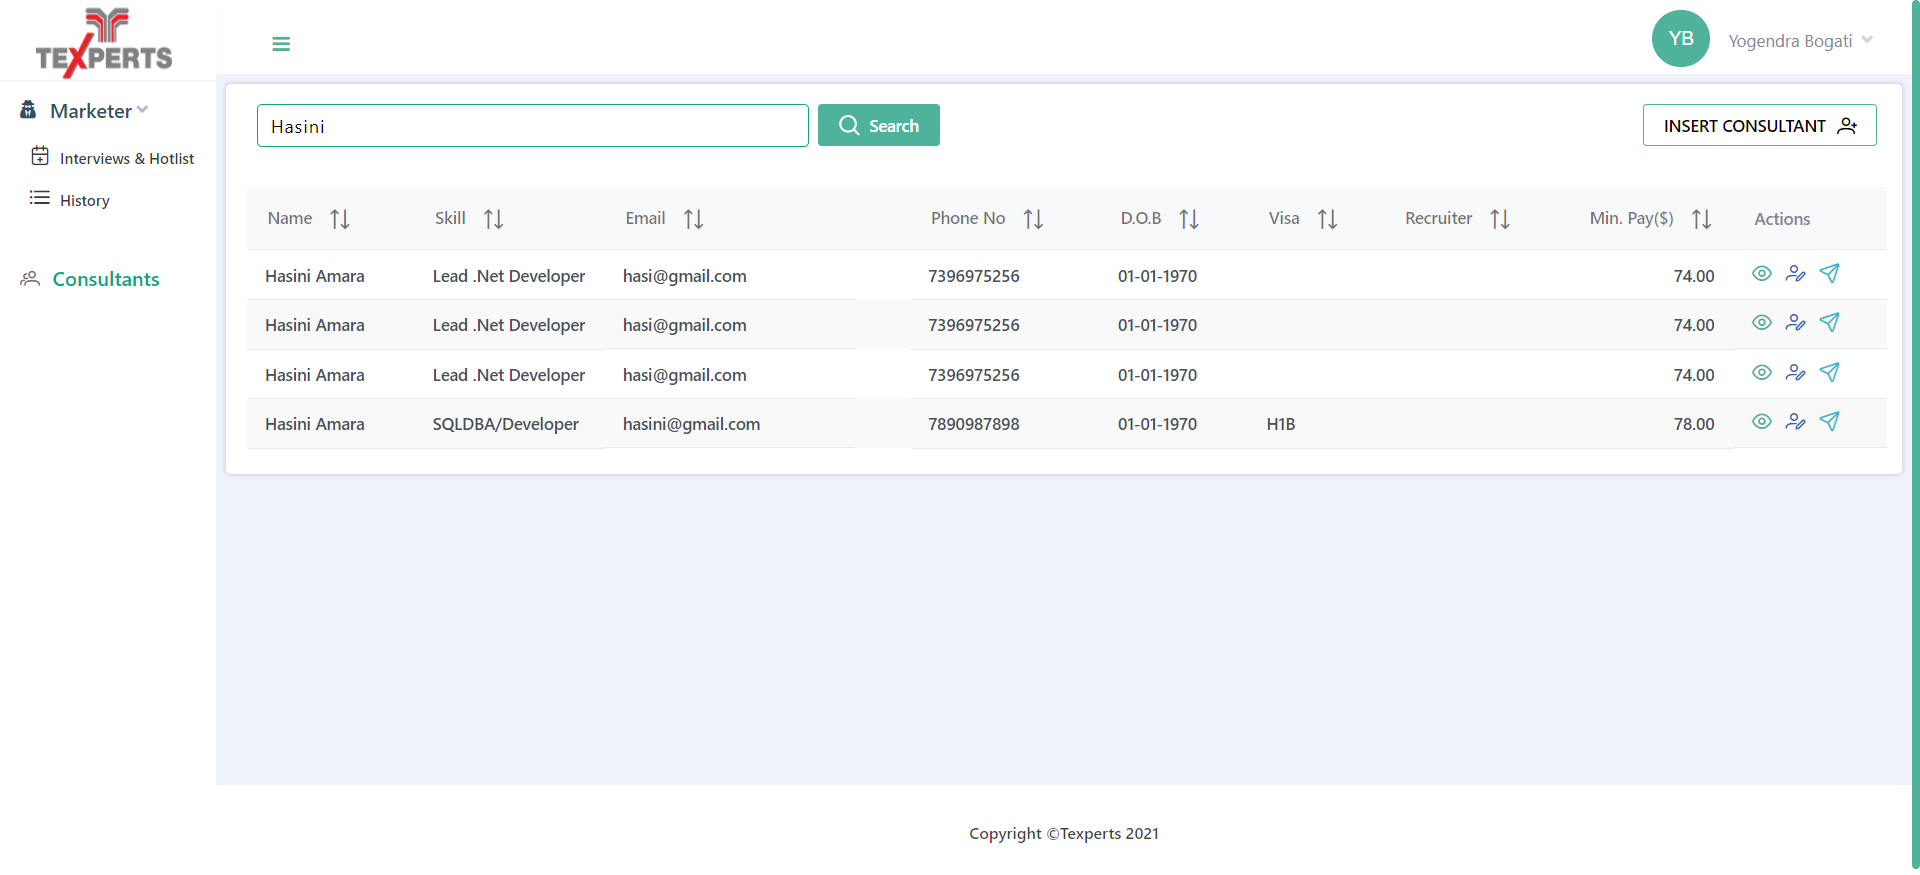 TEXPERTS
YB
Yogendra Bogati
Marketer
Interviews & Hotlist
History
Consultants
Hasini
Search
INSERT CONSULTANT
Name Skill Email Phone No D.O.B Visa Recruiter Min. Pay($) Actions
Hasini Amara Lead .Net Developer hasi@gmail.com 7396975256 01-01-1970 74.00
Hasini Amara Lead .Net Developer hasi@gmail.com 7396975256 01-01-1970 74.00
Hasini Amara Lead .Net Developer hasi@gmail.com 7396975256 01-01-1970 74.00
Hasini Amara SQLDBA/Developer hasini@gmail.com 7890987898 01-01-1970 H1B 78.00
Copyright ©Texperts 2021